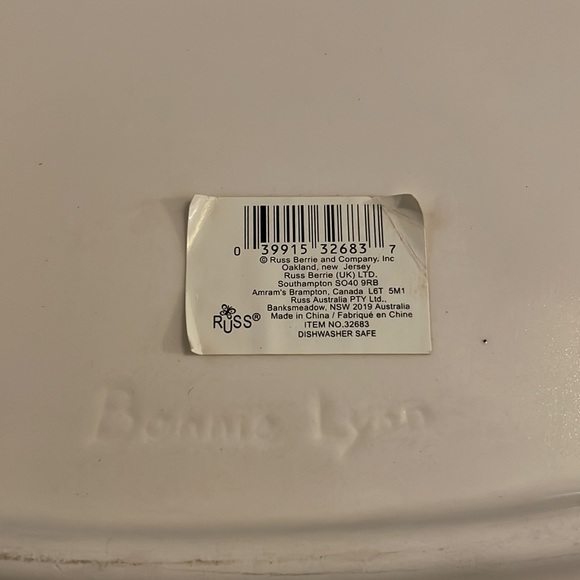 0 39915 32683 7
© Russ Berrie and Company, Inc
Oakland, new Jersey
Russ Berrie (UK) LTD.
Southampton SO40 9RB
Amram's Brampton, Canada L6T 5M1
Russ Australia PTY Ltd.,
Banksmeadow, NSW 2019 Australia
Made in China / Fabriqué en Chine
ITEM NO.32683
DISHWASHER SAFE
RUSS®
Bonnie Lynn